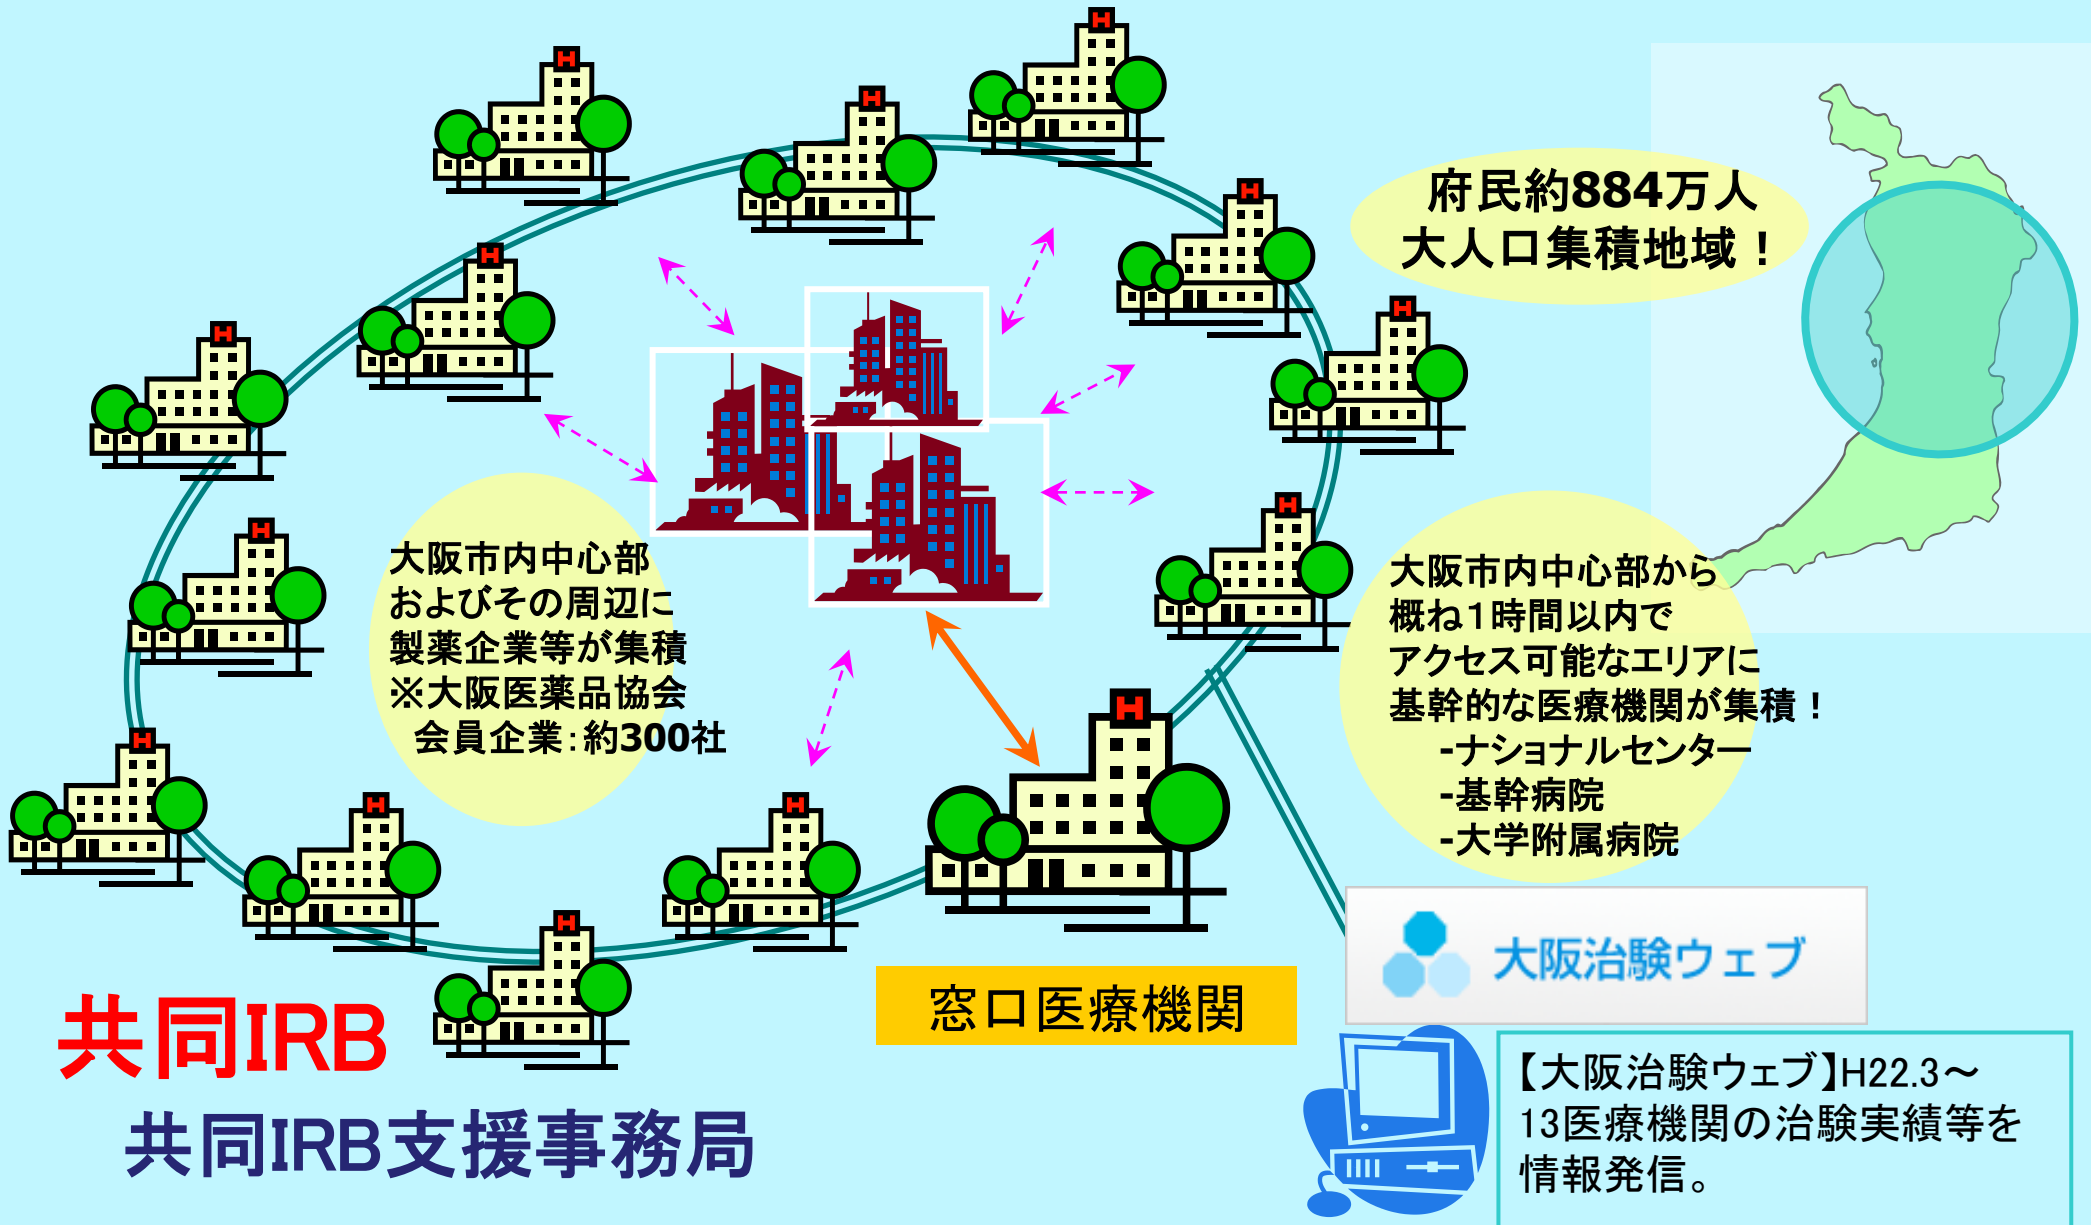 府民約884万人
大人口集積地域！
大阪市内中心部
およびその周辺に
製薬企業等が集積
※大阪医薬品協会
会員企業：約300社
大阪市内中心部から
概ね１時間以内で
アクセス可能なエリアに
基幹的な医療機関が集積！
-ナショナルセンター
-基幹病院
-大学附属病院
大阪治験ウェブ
窓口医療機関
共同IRB
共同IRB支援事務局
【大阪治験ウェブ】H22.3～
13医療機関の治験実績等を
情報発信。
H
H
H
H
H
H
H
H
H
H
H
H
H
H